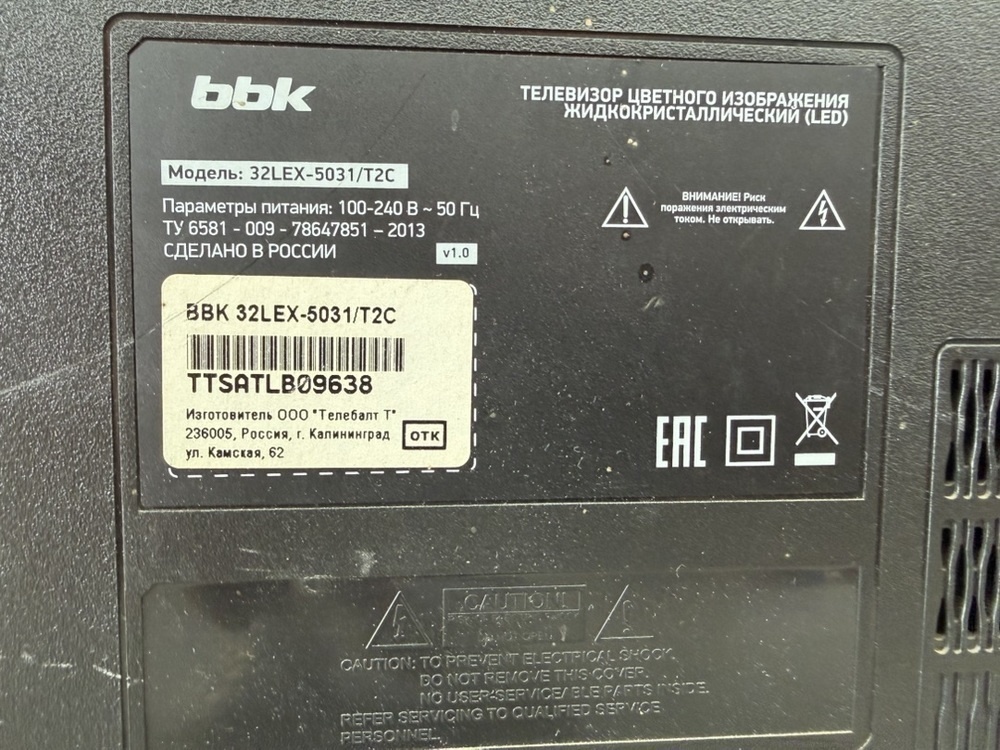 bbk
ТЕЛЕВИЗОР ЦВЕТНОГО ИЗОБРАЖЕНИЯ
ЖИДКОКРИСТАЛЛИЧЕСКИЙ (LED)
Модель: 32LEX-5031/T2C
Параметры питания: 100-240 В ~ 50 Гц
ТУ 6581 - 009 - 78647851 – 2013
СДЕЛАНО В РОССИИ
v1.0
ВНИМАНИЕ! Риск
поражения электрическим
током. Не открывать.
BBK 32LEX-5031/T2C
TTSATLB09638
Изготовитель ООО "Телебалт Т"
236005, Россия, г. Калининград
ул. Камская, 62
ОТК
EAC
CAUTION!
DO NOT OPEN
CAUTION: TO PREVENT ELECTRICAL SHOCK
DO NOT REMOVE THIS COVER.
NO USER-SERVICEABLE PARTS INSIDE.
REFER SERVICING TO QUALIFIED SERVICE
PERSONNEL.